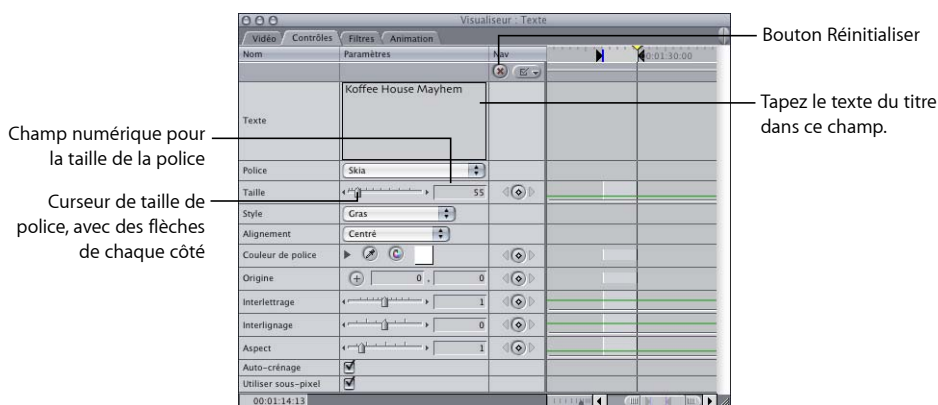 Visualiseur : Texte
Vidéo Contrôles Filtres Animation
Nom Paramètres Nav 00:01:30:00
Bouton Réinitialiser
Texte Koffee House Mayhem
Tapez le texte du titre
dans ce champ.
Champ numérique pour
la taille de la police
Police Skia
Taille 55
Curseur de taille de
police, avec des flèches
de chaque côté
Style Gras
Alignement Centré
Couleur de police
Origine 0 , 0
Interlettrage 1
Interlignage 0
Aspect 1
Auto-crénage
Utiliser sous-pixel
00:01:14:13